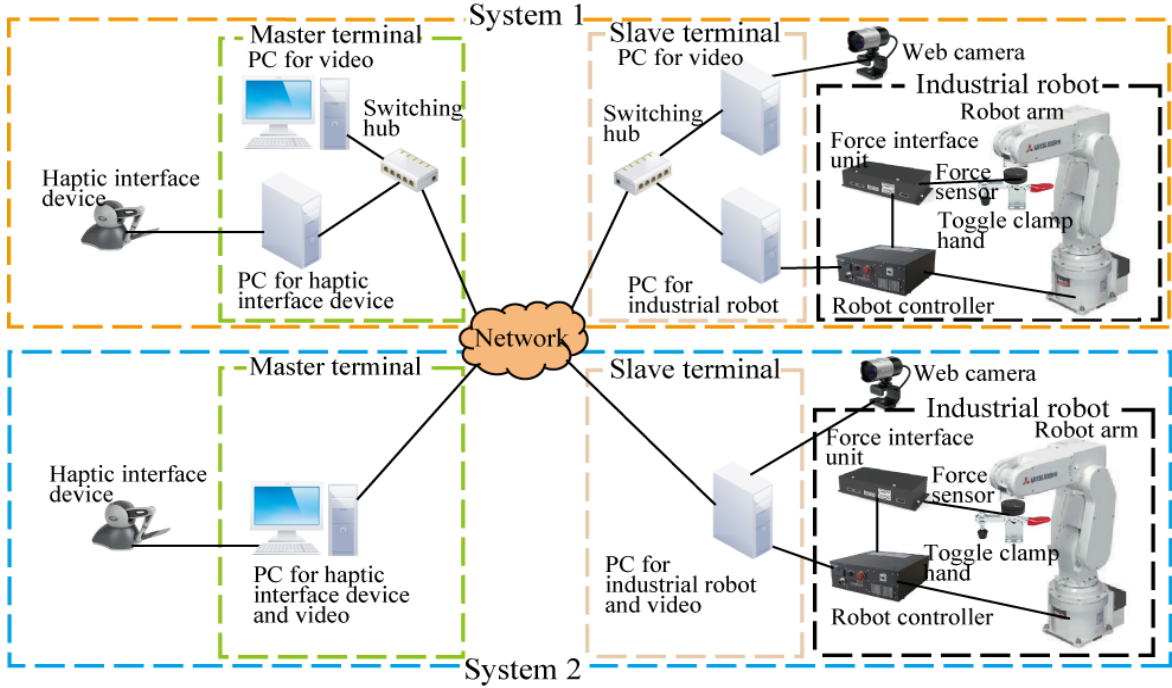 System 1
Master terminal
PC for video
Switching
hub
Haptic interface
device
PC for haptic
interface device
Slave terminal
PC for video
Switching
hub
PC for
industrial robot
Web camera
Industrial robot
Robot arm
Force interface
unit
Force
sensor
Toggle clamp
hand
Robot controller
MITSUBISHI
Network
Master terminal
Haptic interface
device
PC for haptic
interface device
and video
Slave terminal
PC for
industrial robot
and video
Web camera
Industrial robot
Robot arm
Force interface
unit
Force
sensor
Toggle clamp
hand
Robot controller
MITSUBISHI
System 2